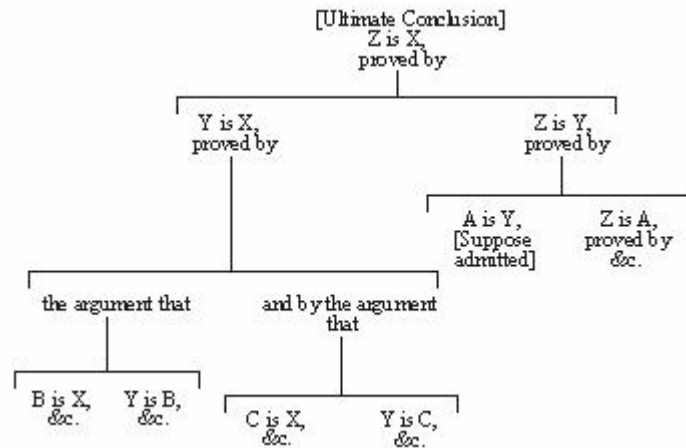 [Ultimate Conclusion]
Z is X,
proved by
Y is X,
proved by
Z is Y,
proved by
A is Y,
[Suppose
admitted]
Z is A,
proved by
&c.
the argument that
and by the argument
that
B is X,
&c.
Y is B,
&c.
C is X,
&c.
Y is C,
&c.